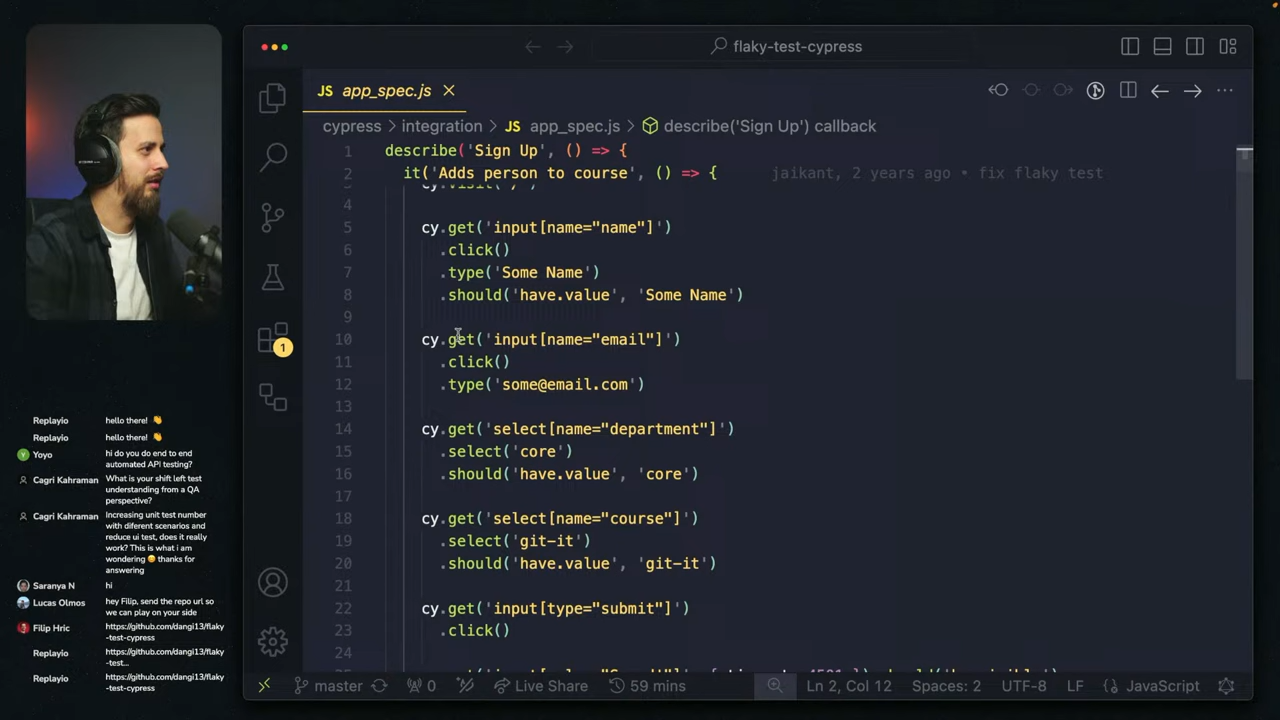 flaky-test-cypress
JS app_spec.js
cypress > integration > JS app_spec.js > describe('Sign Up') callback
1 describe('Sign Up', () => {
2 it('Adds person to course', () => { jaikant, 2 years ago • fix flaky test
3 cy.visit('/')
4
5 cy.get('input[name="name"]')
6 .click()
7 .type('Some Name')
8 .should('have.value', 'Some Name')
9
10 cy.get('input[name="email"]')
11 .click()
12 .type('some@email.com')
13
14 cy.get('select[name="department"]')
15 .select('core')
16 .should('have.value', 'core')
17
18 cy.get('select[name="course"]')
19 .select('git-it')
20 .should('have.value', 'git-it')
21
22 cy.get('input[type="submit"]')
23 .click()
24
1
master 0 Live Share 59 mins Ln 2, Col 12 Spaces: 2 UTF-8 LF {} JavaScript
Replayio hello there! 👋
Replayio hello there! 👋
Y Yoyo hi do you do end to end
automated API testing?
Cagri Kahraman What is your shift left test
understanding from a QA
perspective?
Cagri Kahraman Increasing unit test number
with diferent scenarios and
reduce ui test, does it really
work? This is what i am
wondering 😊 thanks for
answering
Saranya N hi
Lucas Olmos hey Filip, send the repo url so
we can play on your side
Filip Hric https://github.com/dangi13/flaky
-test-cypress
Replayio https://github.com/dangi13/flaky
-test...
Replayio https://github.com/dangi13/flaky
-test-cypress